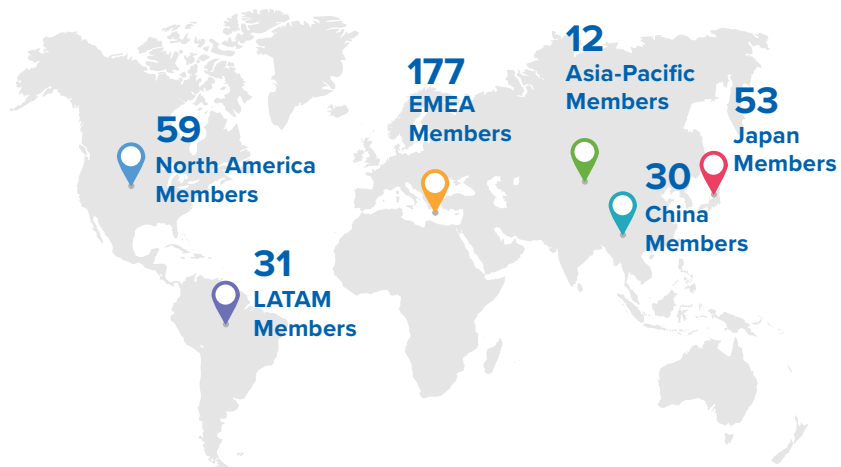 59
North America
Members
31
LATAM
Members
177
EMEA
Members
12
Asia-Pacific
Members
30
China
Members
53
Japan
Members